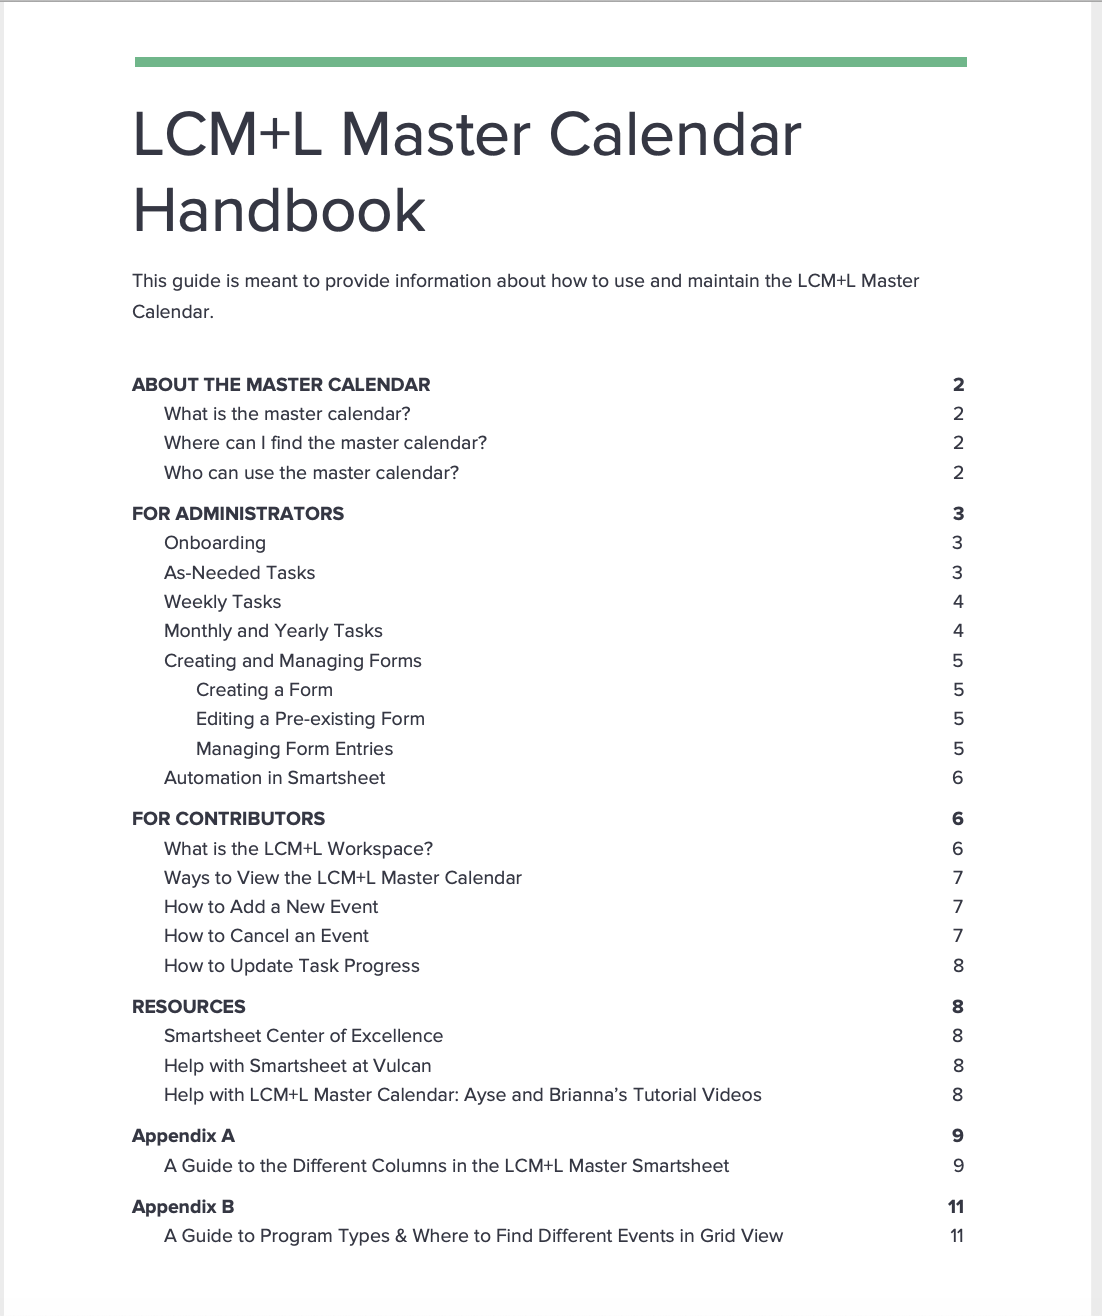 LCM+L Master Calendar
Handbook
This guide is meant to provide information about how to use and maintain the LCM+L Master
Calendar.
ABOUT THE MASTER CALENDAR 2
What is the master calendar? 2
Where can I find the master calendar? 2
Who can use the master calendar? 2
FOR ADMINISTRATORS 3
Onboarding 3
As-Needed Tasks 3
Weekly Tasks 4
Monthly and Yearly Tasks 4
Creating and Managing Forms 5
Creating a Form 5
Editing a Pre-existing Form 5
Managing Form Entries 5
Automation in Smartsheet 6
FOR CONTRIBUTORS 6
What is the LCM+L Workspace? 6
Ways to View the LCM+L Master Calendar 7
How to Add a New Event 7
How to Cancel an Event 7
How to Update Task Progress 8
RESOURCES 8
Smartsheet Center of Excellence 8
Help with Smartsheet at Vulcan 8
Help with LCM+L Master Calendar: Ayse and Brianna’s Tutorial Videos 8
Appendix A 9
A Guide to the Different Columns in the LCM+L Master Smartsheet 9
Appendix B 11
A Guide to Program Types & Where to Find Different Events in Grid View 11